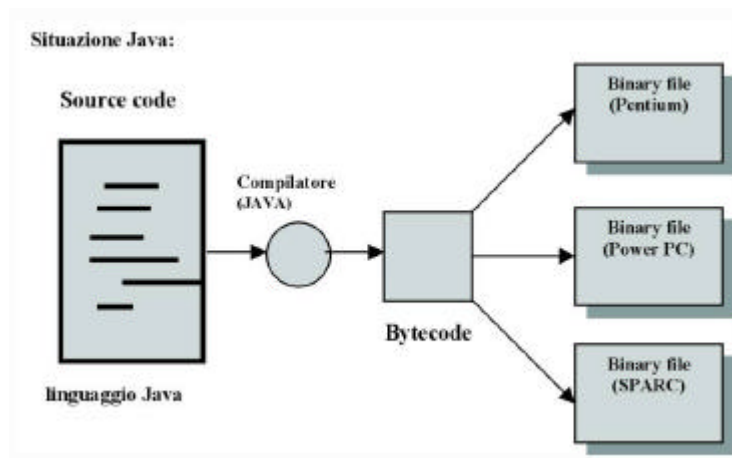 Situazione Java:
Source code
Compilatore
(JAVA)
Bytecode
linguaggio Java
Binary file
(Pentium)
Binary file
(Power PC)
Binary file
(SPARC)